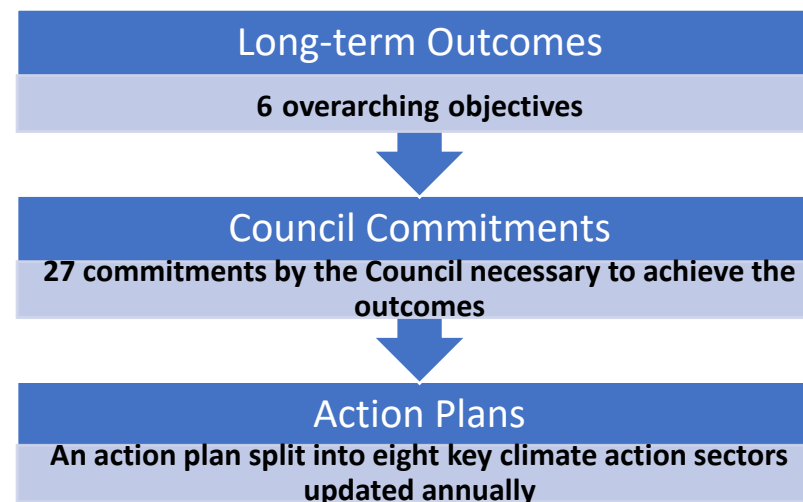 Long-term Outcomes
6 overarching objectives
Council Commitments
27 commitments by the Council necessary to achieve the
outcomes
Action Plans
An action plan split into eight key climate action sectors
updated annually